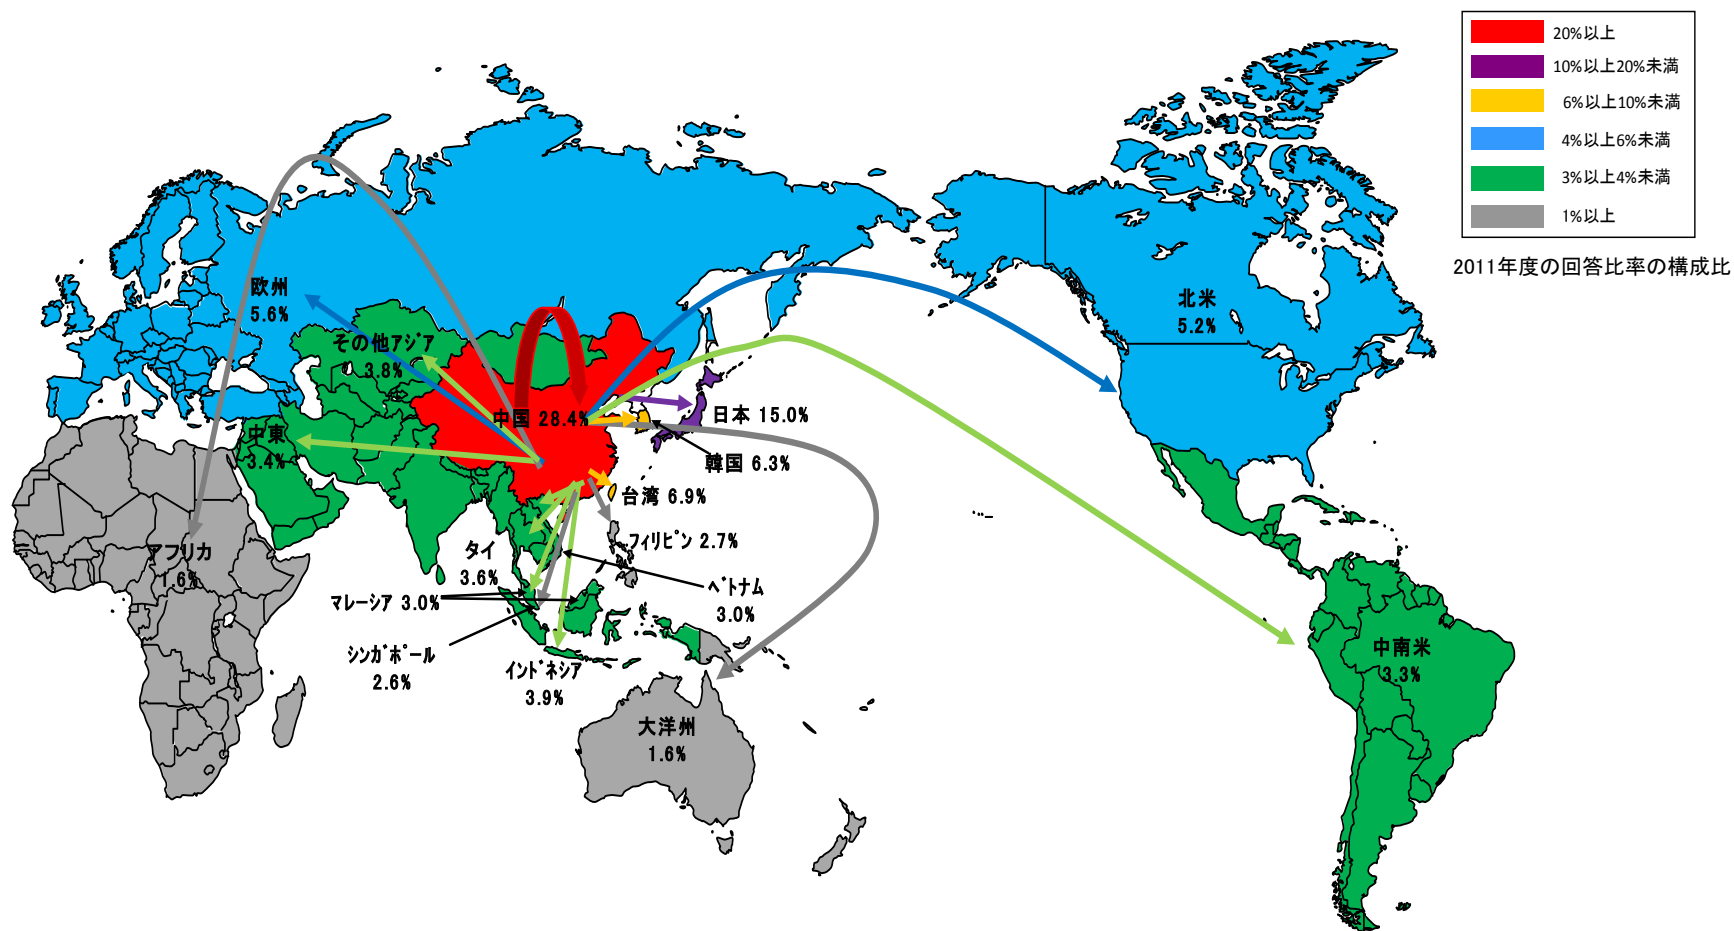 20%以上
10%以上20%未満
6%以上10%未満
4%以上6%未満
3%以上4%未満
1%以上
2011年度の回答比率の構成比
欧州
5.6%
北米
5.2%
その他アジア
3.8%
中国 28.4%
日本 15.0%
中東
3.4%
韓国 6.3%
台湾 6.9%
フィリピン 2.7%
アフリカ
1.6%
タイ
3.6%
ベトナム
3.0%
マレーシア 3.0%
シンガポール
2.6%
インドネシア
3.9%
中南米
3.3%
大洋州
1.6%